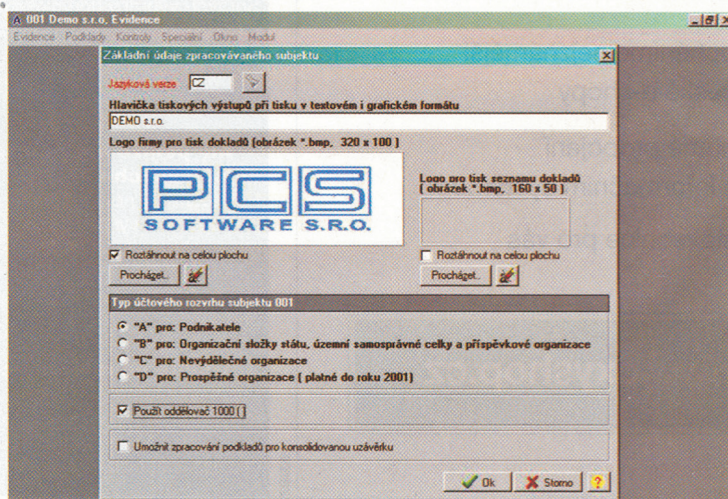 001 Demo s.r.o, Evidence
Evidence Podklady Kontroly Speciální Okno Modul
Základní údaje zpracovávaného subjektu
Jazyková verze CZ
Hlavička tiskových výstupů při tisku v textovém i grafickém formátu
DEMO s.r.o.
Logo firmy pro tisk dokladů (obrázek *.bmp, 320 x 100 )
PCS
SOFTWARE S.R.O.
Logo pro tisk seznamu dokladů
( obrázek *.bmp, 160 x 50 )
Roztáhnout na celou plochu
Roztáhnout na celou plochu
Procházet..
Procházet..
Typ účtového rozvrhu subjektu 001
"A" pro: Podnikatele
"B" pro: Organizační složky státu, územní samosprávné celky a příspěvkové organizace
"C" pro: Nevýdělečné organizace
"D" pro: Prospěšné organizace ( platné do roku 2001)
Použít oddělovač 1000 ( )
Umožnit zpracování podkladů pro konsolidovanou uzávěrku
Ok Storno ?